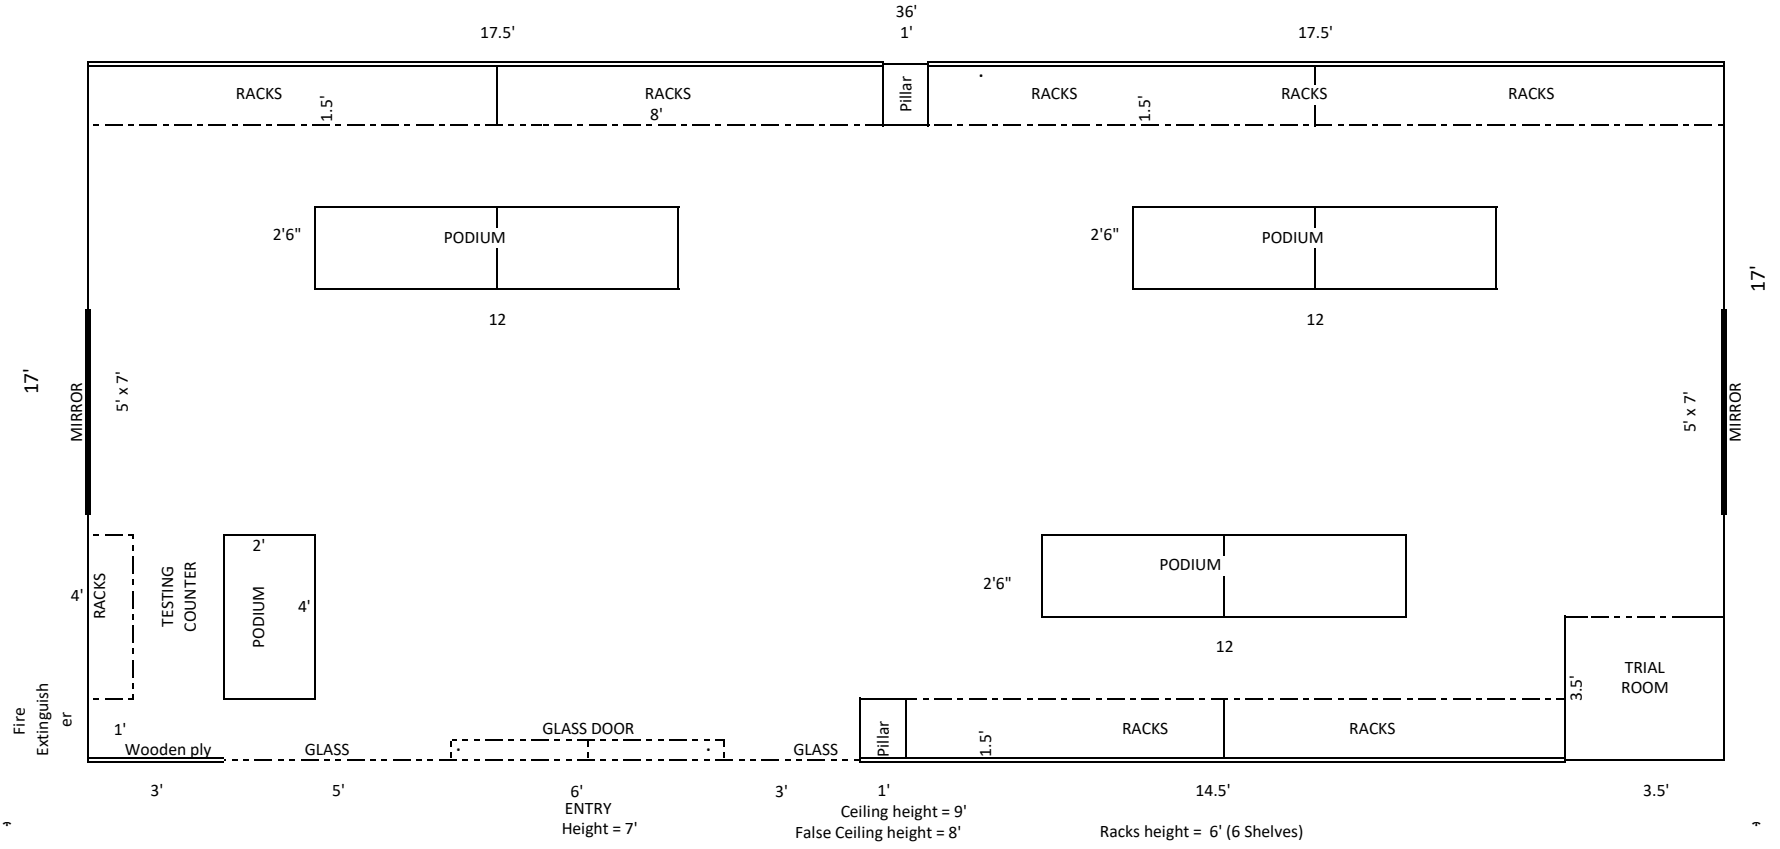 36'
17.5'
1'
17.5'
RACKS
RACKS
Pillar
RACKS
RACKS
RACKS
1.5'
8'
1.5'
2'6"
PODIUM
2'6"
PODIUM
12
12
17'
17'
MIRROR
5' x 7'
5' x 7'
MIRROR
4'
RACKS
TESTING
COUNTER
2'
PODIUM
4'
2'6"
PODIUM
12
TRIAL
ROOM
3.5'
Fire
Extinguish
er
1'
Wooden ply
GLASS
GLASS DOOR
GLASS
Pillar
1.5'
RACKS
RACKS
3'
5'
6'
3'
1'
14.5'
3.5'
ENTRY
Height = 7'
Ceiling height = 9'
False Ceiling height = 8'
Racks height =  6' (6 Shelves)